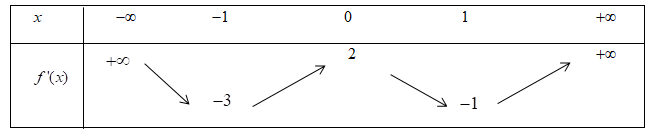 x −∞ −1 0 1 +∞
+∞ 2 +∞
f'(x)
−3 −1